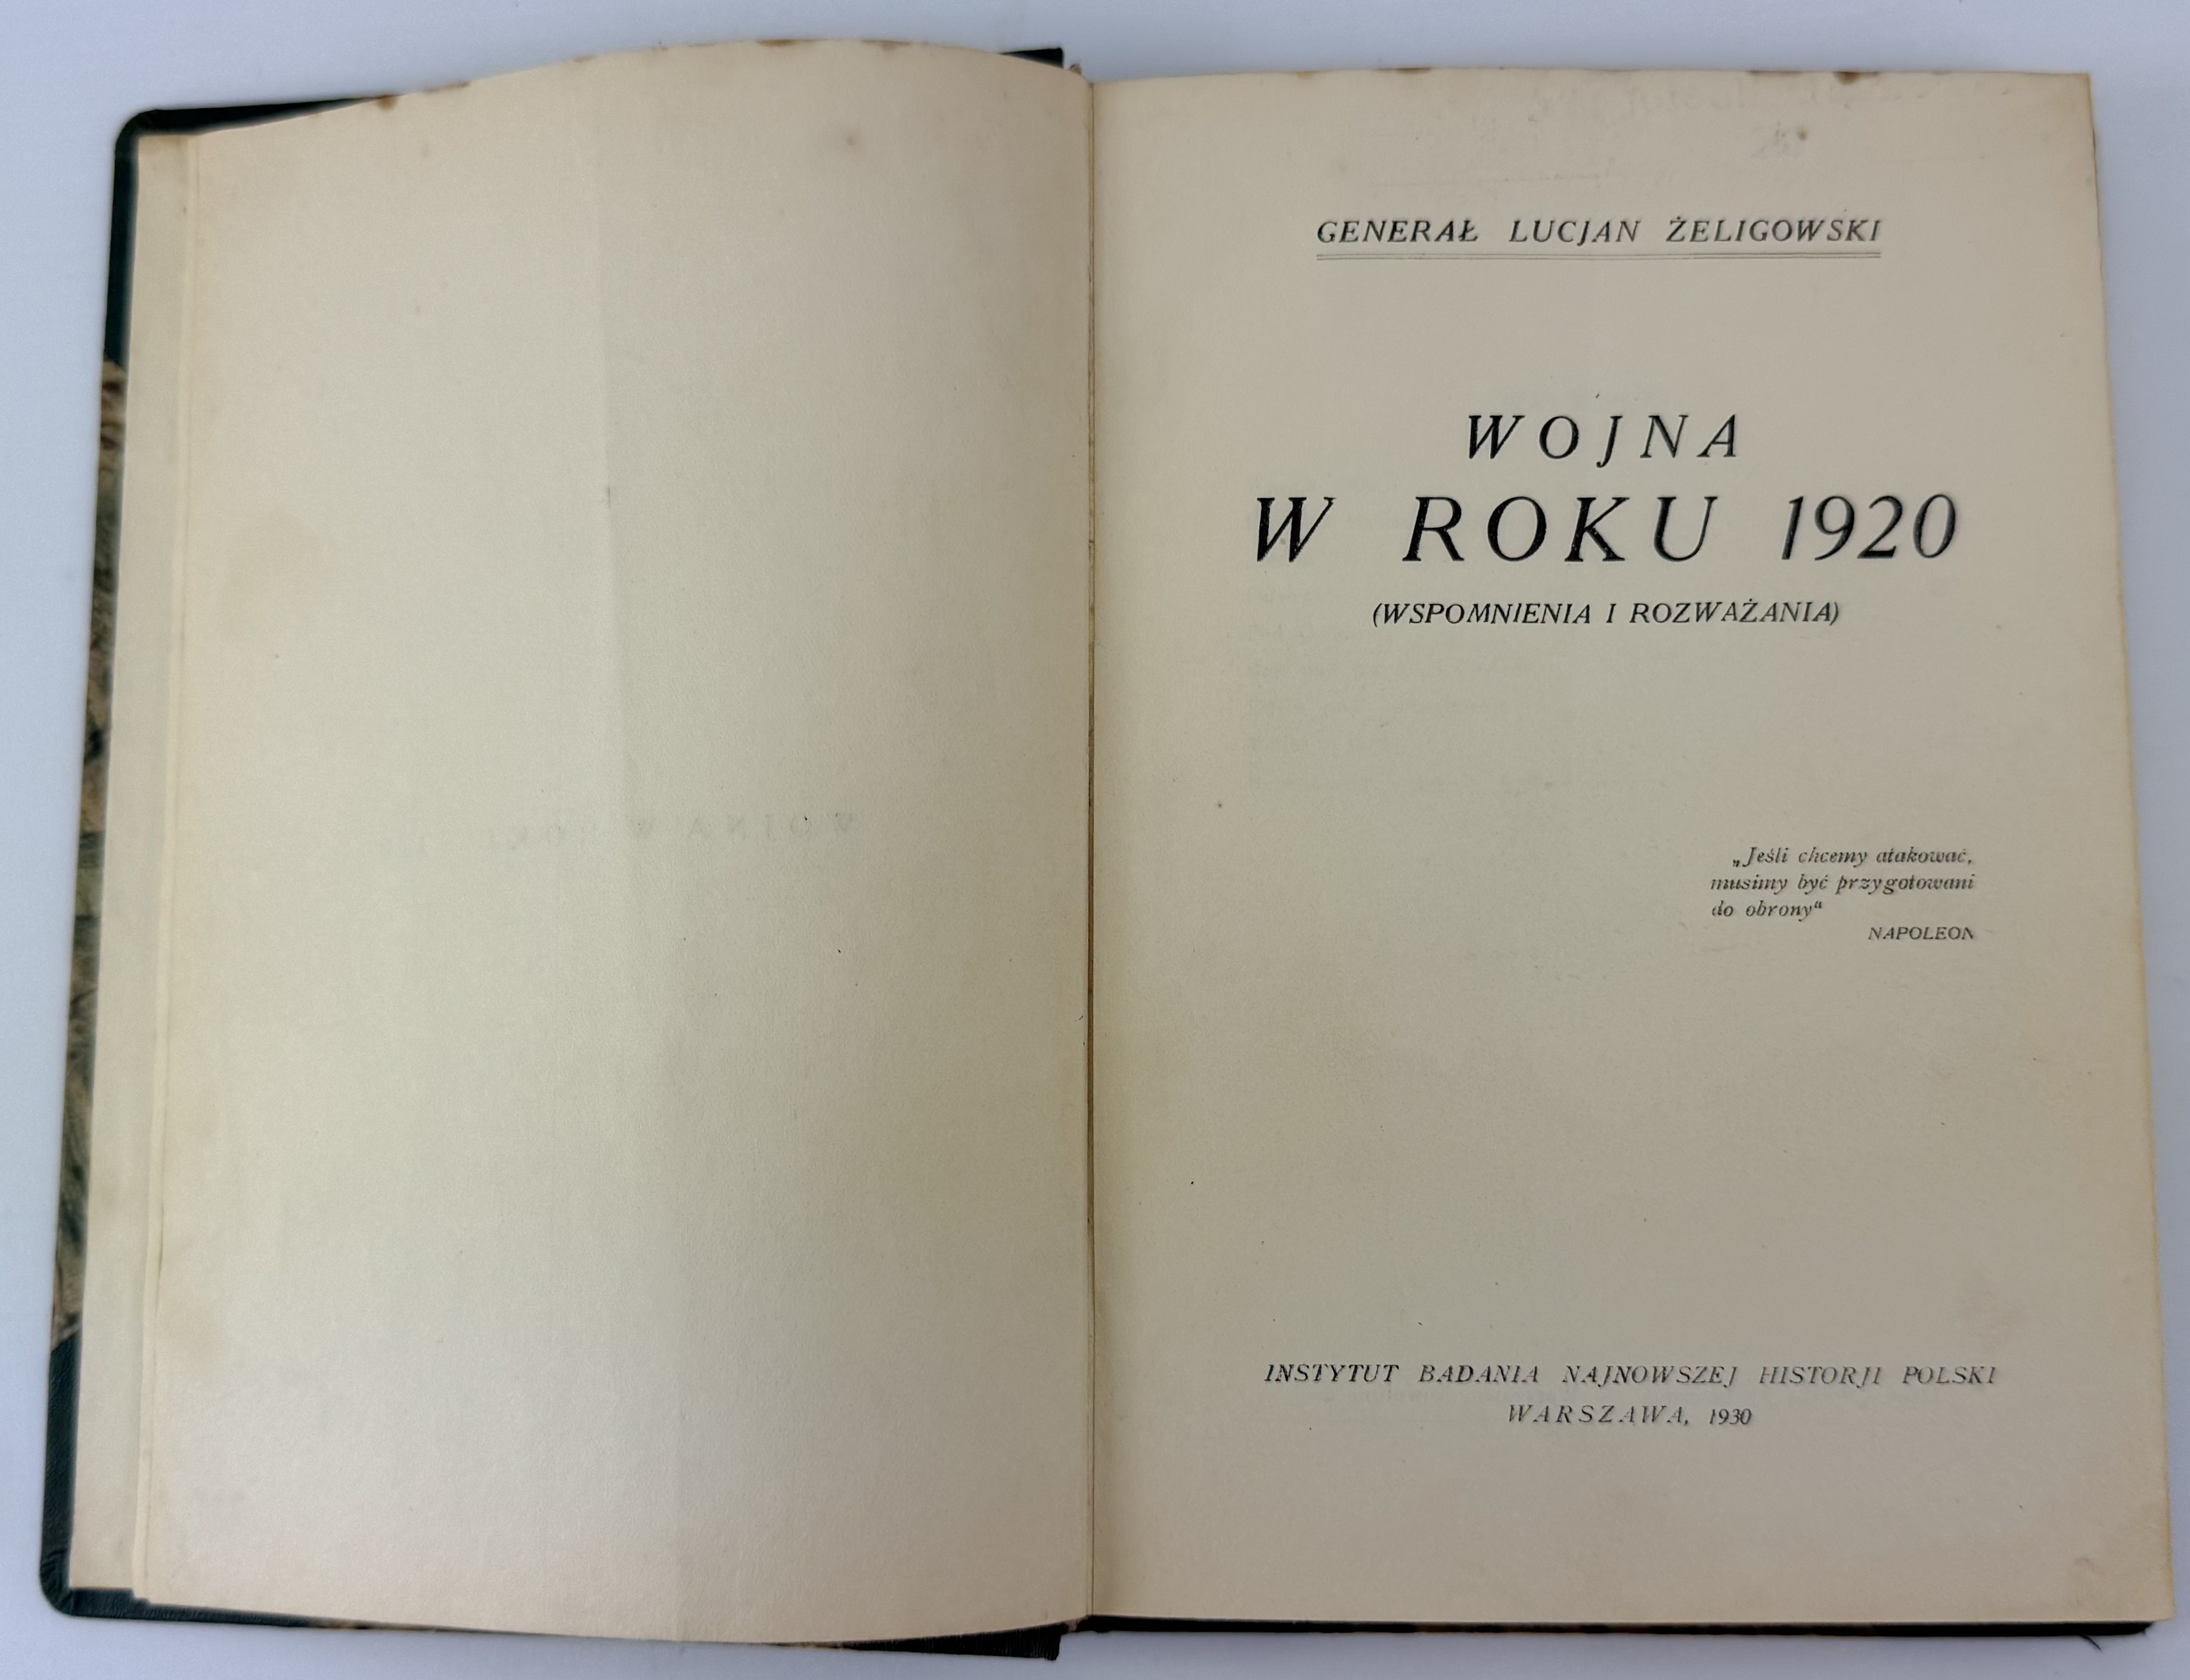 GENERAŁ LUCJAN ŻELIGOWSKI
WOJNA
W ROKU 1920
(WSPOMNIENIA I ROZWAŻANIA)
„Jeśli chcemy atakować,
musimy być przygotowani
do obrony“
NAPOLEON
INSTYTUT BADANIA NAJNOWSZEJ HISTORJI POLSKI
WARSZAWA, 1930